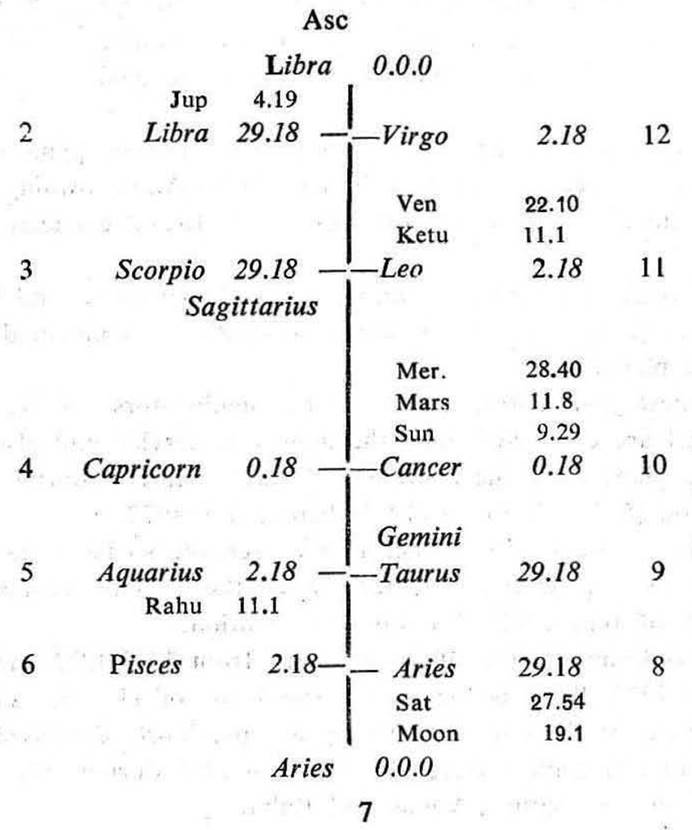 Asc
Libra 0.0.0
Jup 4.19
2 Libra 29.18 Virgo 2.18 12
Ven 22.10
Ketu 11.1
3 Scorpio 29.18 Leo 2.18 11
Sagittarius
Mer. 28.40
Mars 11.8
Sun 9.29
4 Capricorn 0.18 Cancer 0.18 10
Gemini
5 Aquarius 2.18 Taurus 29.18 9
Rahu 11.1
6 Pisces 2.18 Aries 29.18 8
Sat 27.54
Moon 19.1
Aries 0.0.0
7